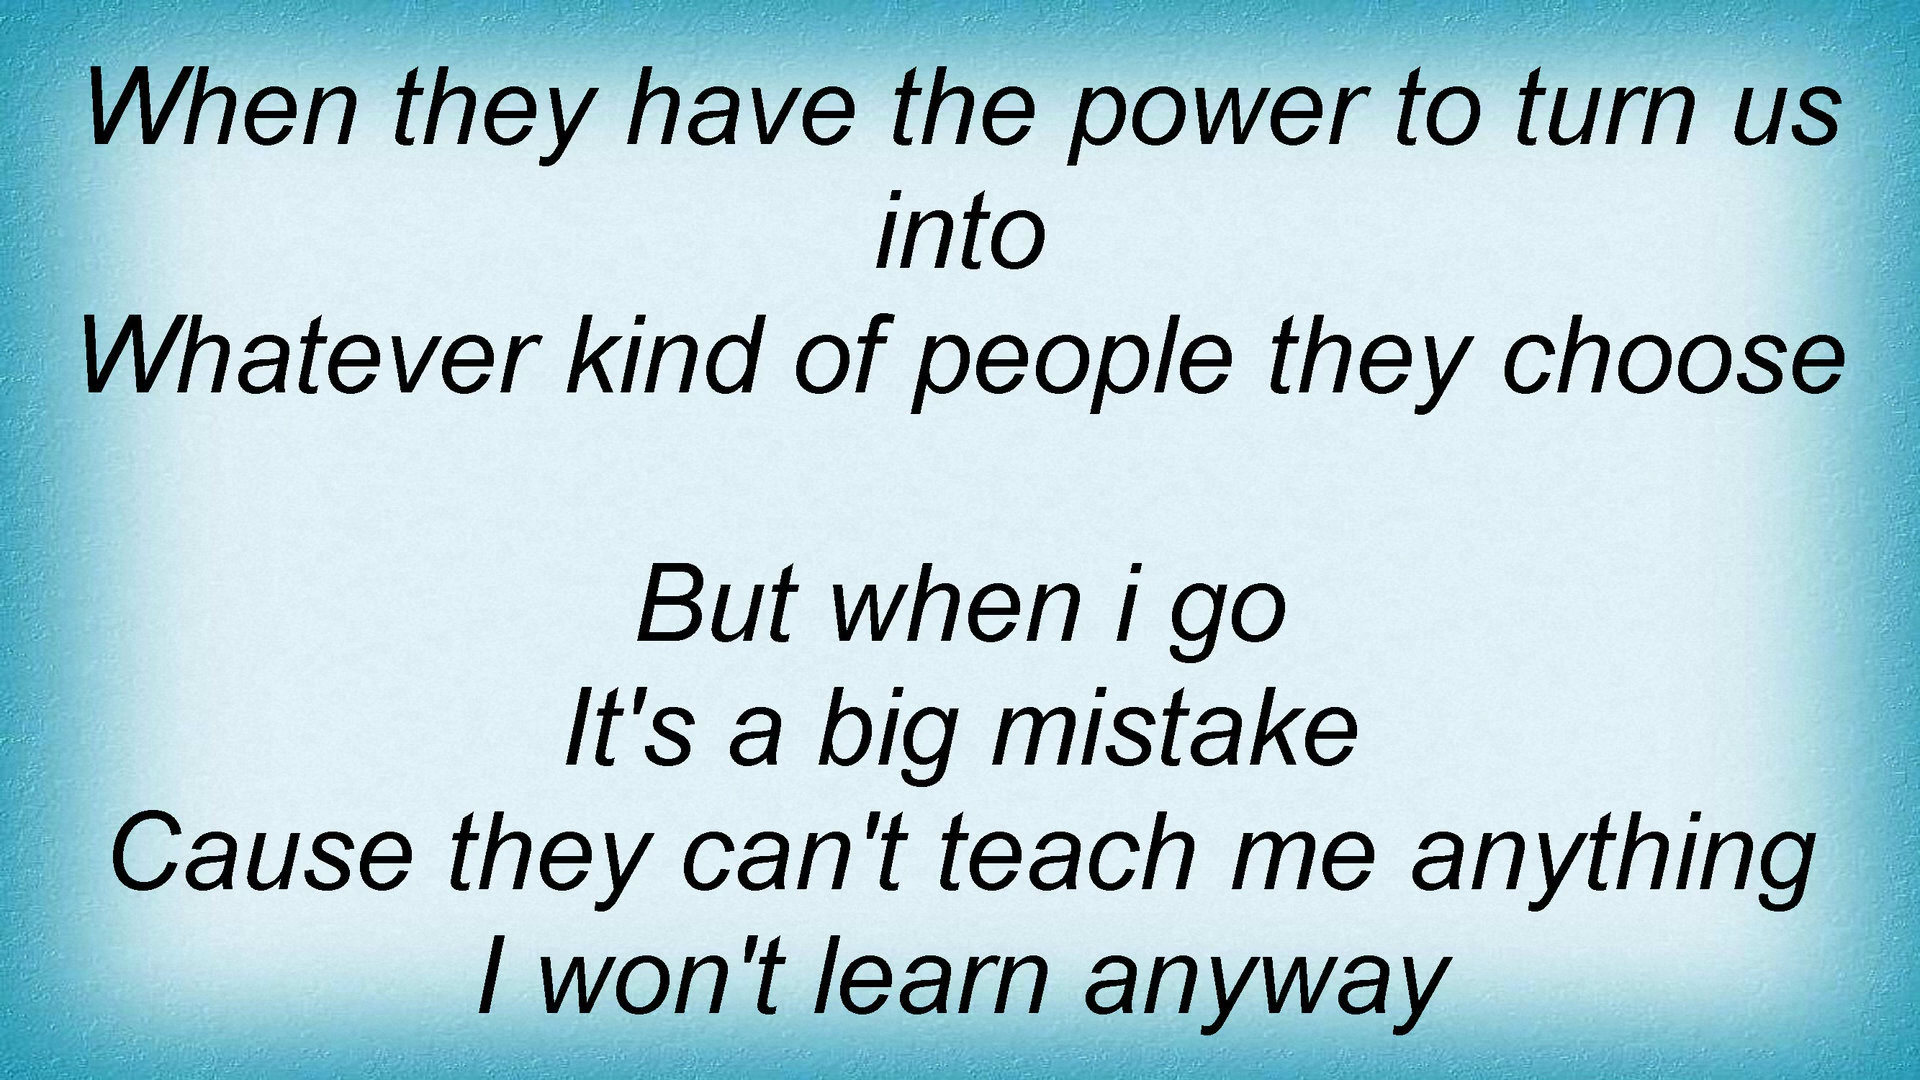 When they have the power to turn us
into
Whatever kind of people they choose
But when i go
It's a big mistake
Cause they can't teach me anything
I won't learn anyway